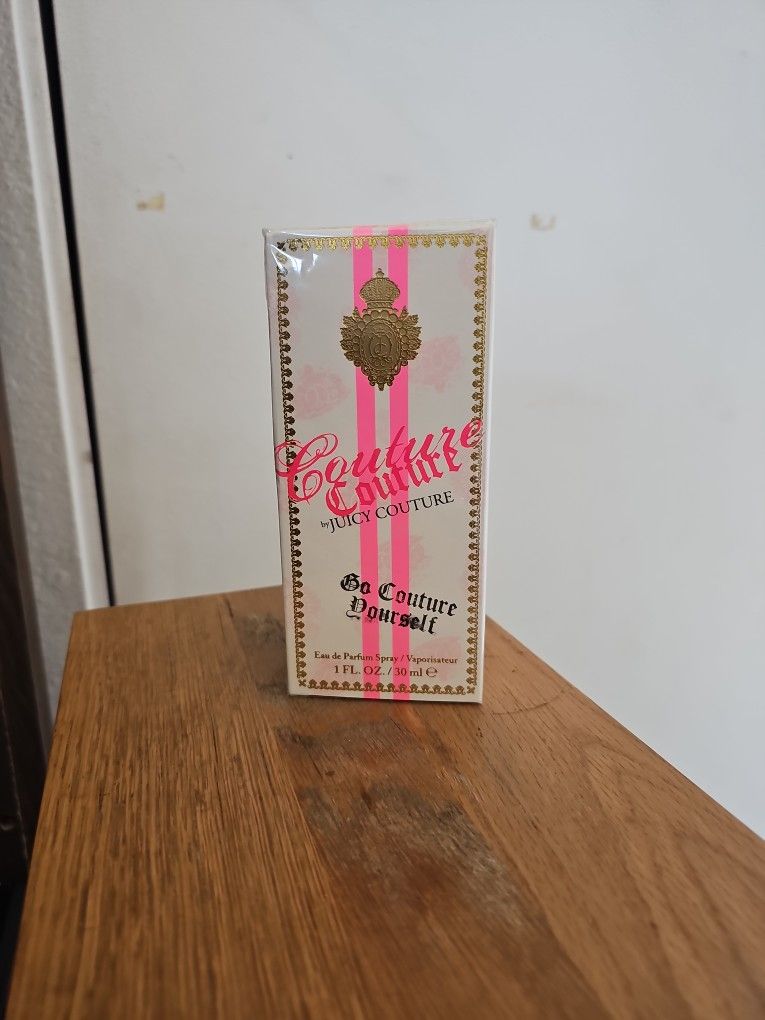 Couture
Couture
by JUICY COUTURE
Go Couture
Yourself
Eau de Parfum Spray / Vaporisateur
1 FL. OZ. / 30 ml ℮